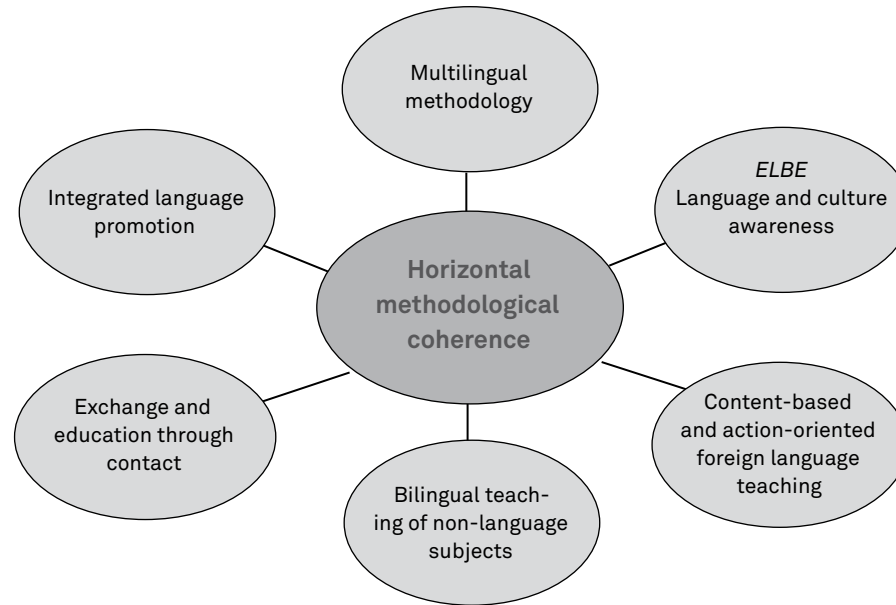 Multilingual
methodology
ELBE
Language and culture
awareness
Integrated language
promotion
Horizontal
methodological
coherence
Exchange and
education through
contact
Content-based
and action-oriented
foreign language
teaching
Bilingual teach-
ing of non-language
subjects